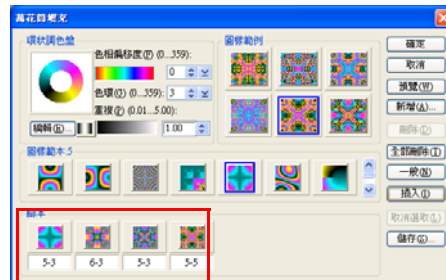 萬花筒填充
環狀調色盤
色相偏移度(P) (0...359):
0
色環(O) (0...359):
3
重複(P) (0.01...5.00):
1.00
編輯(E)...
圖樣範例
確定
取消
預覽(W)
新增(A)...
刪除(D)
全部刪除(T)
一般(N)
插入(I)
取消選取(L)
儲存(G)...
圖樣範本:5
腳本
5-3
6-3
5-3
5-5